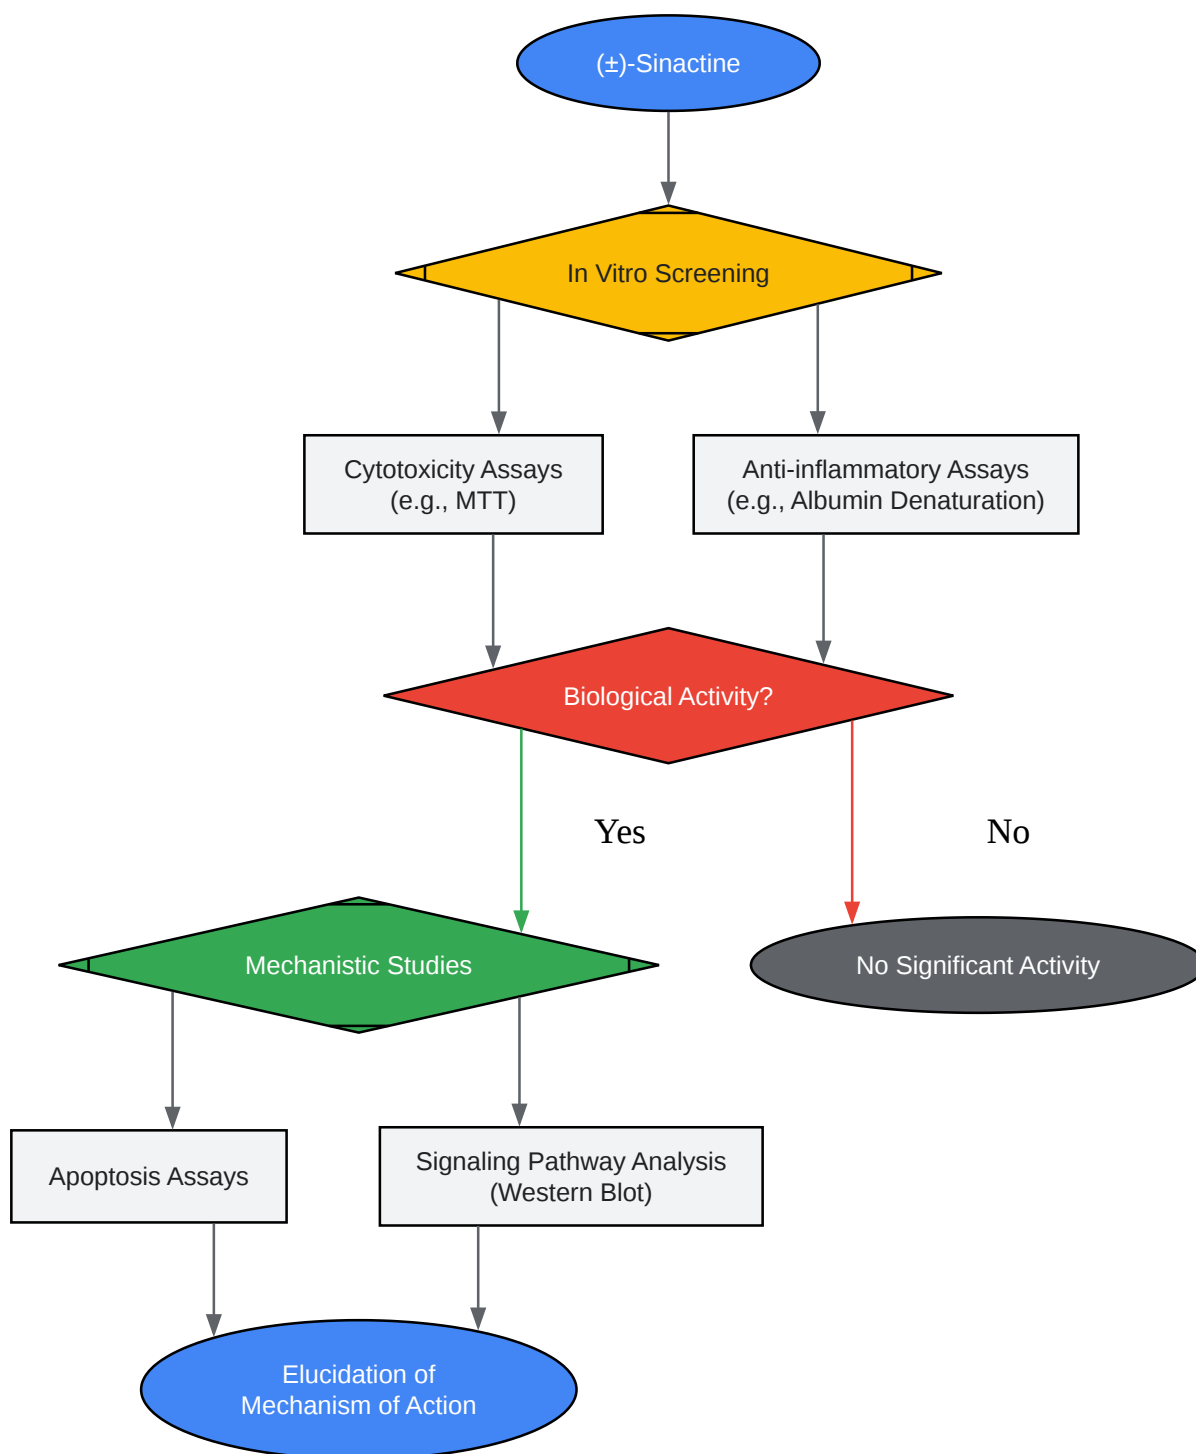 (±)-Sinactine
In Vitro Screening
Cytotoxicity Assays
(e.g., MTT)
Anti-inflammatory Assays
(e.g., Albumin Denaturation)
Biological Activity?
Yes
No
Mechanistic Studies
No Significant Activity
Apoptosis Assays
Signaling Pathway Analysis
(Western Blot)
Elucidation of
Mechanism of Action